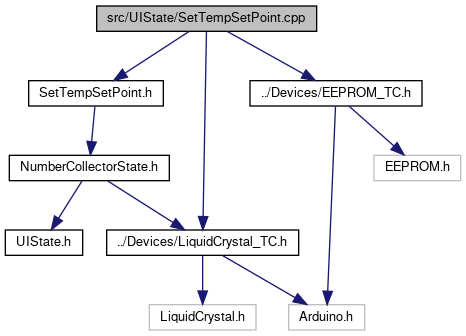 src/UIState/SetTempSetPoint.cpp
SetTempSetPoint.h
../Devices/EEPROM_TC.h
NumberCollectorState.h
EEPROM.h
UIState.h
../Devices/LiquidCrystal_TC.h
LiquidCrystal.h
Arduino.h